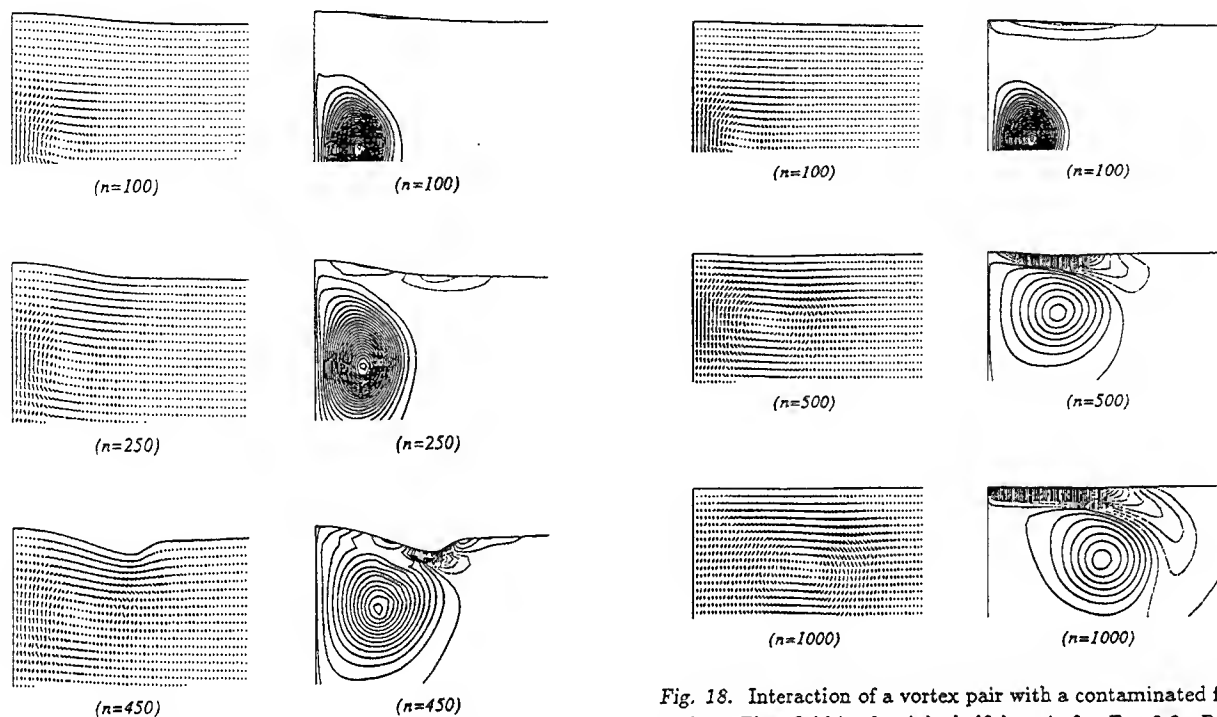 (n=100)
(n=100)
(n=250)
(n=250)
(n=450)
(n=450)
(n=100)
(n=100)
(n=500)
(n=500)
(n=1000)
(n=1000)
Fig. 18. Interaction of a vortex pair with a contaminated f